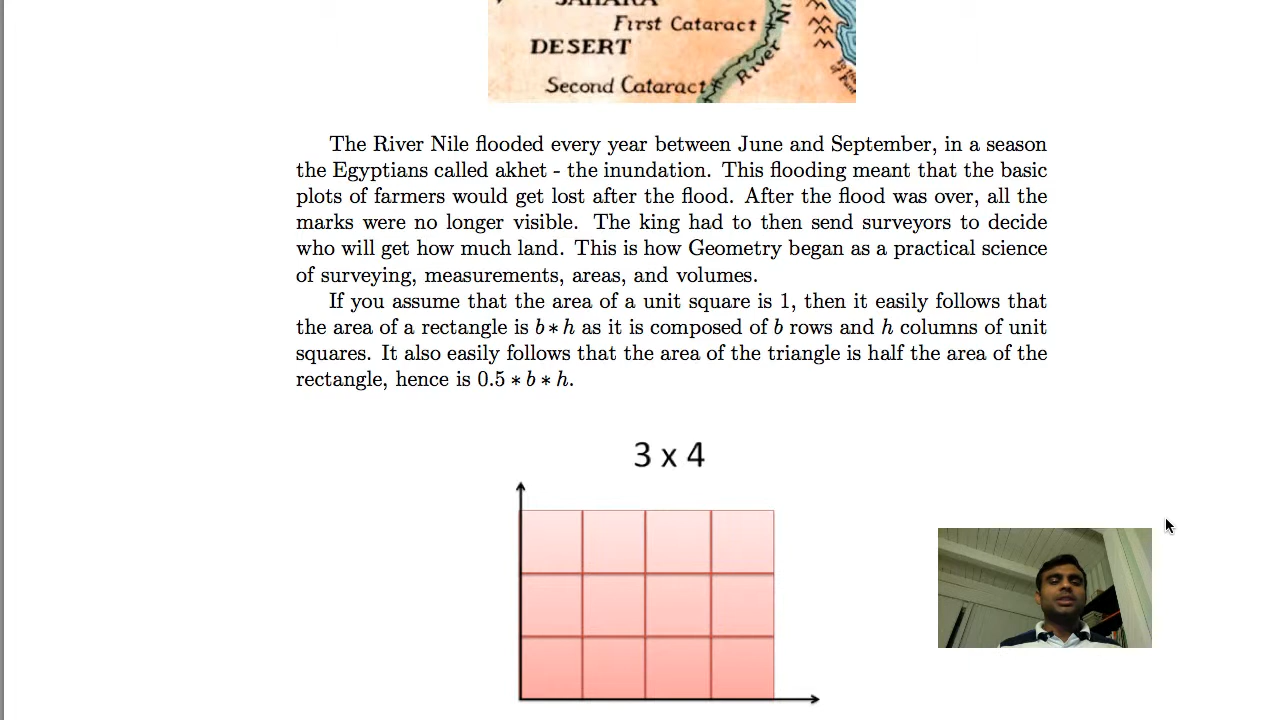 SAHARA
First Cataract
DESERT
River Ni
Second Cataract
The River Nile flooded every year between June and September, in a season
the Egyptians called akhet - the inundation. This flooding meant that the basic
plots of farmers would get lost after the flood. After the flood was over, all the
marks were no longer visible. The king had to then send surveyors to decide
who will get how much land. This is how Geometry began as a practical science
of surveying, measurements, areas, and volumes.
If you assume that the area of a unit square is 1, then it easily follows that
the area of a rectangle is b ∗ h as it is composed of b rows and h columns of unit
squares. It also easily follows that the area of the triangle is half the area of the
rectangle, hence is 0.5 ∗ b ∗ h.
3 x 4